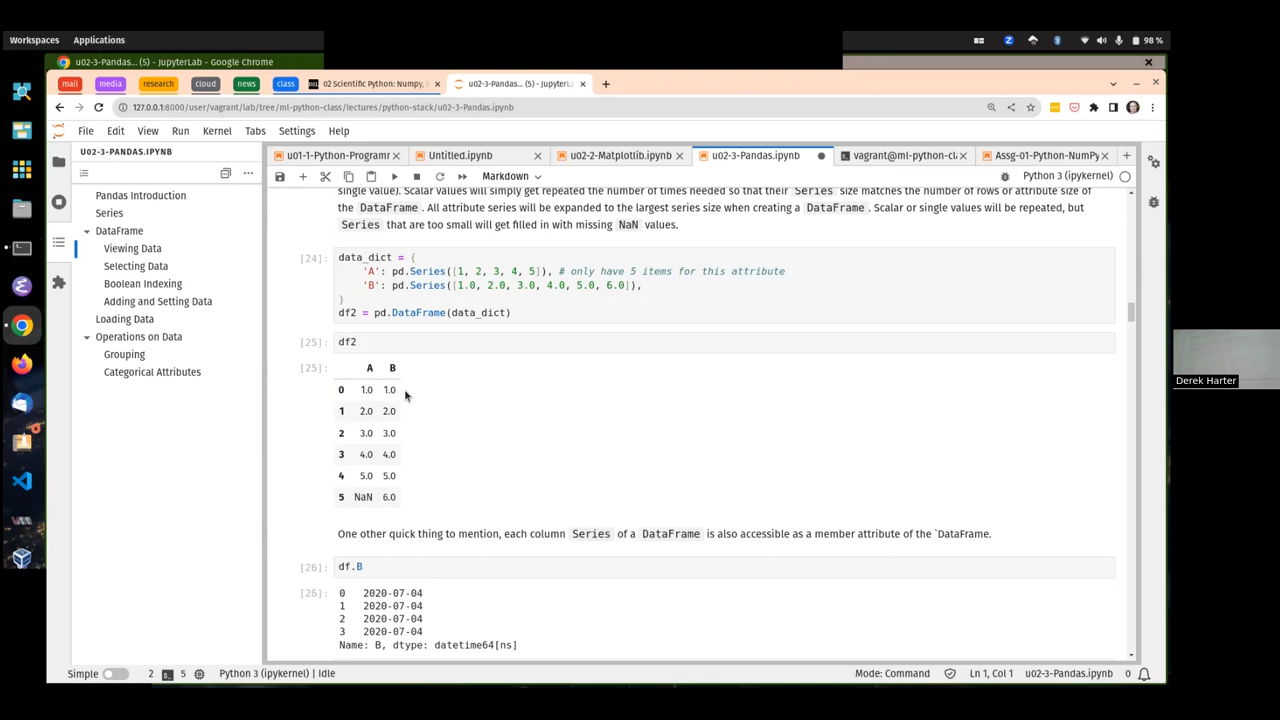 Workspaces Applications
98 %
u02-3-Pandas... (5) - JupyterLab - Google Chrome
mail media research cloud news class 02 Scientific Python: Numpy, u02-3-Pandas... (5) - JupyterLa
127.0.0.1:8000/user/vagrant/lab/tree/ml-python-class/lectures/python-stack/u02-3-Pandas.ipynb
File Edit View Run Kernel Tabs Settings Help
U02-3-PANDAS.IPYNB
u01-1-Python-Programr Untitled.ipynb u02-2-Matplotlib.ipynb u02-3-Pandas.ipynb vagrant@ml-python-cl Assg-01-Python-NumPy
Markdown Python 3 (ipykernel)
Pandas Introduction
Series
DataFrame
Viewing Data
Selecting Data
Boolean Indexing
Adding and Setting Data
Loading Data
Operations on Data
Grouping
Categorical Attributes
single value). Scalar values will simply get repeated the number of times needed so that their Series size matches the number of rows or attribute size of
the DataFrame . All attribute series will be expanded to the largest series size when creating a DataFrame . Scalar or single values will be repeated, but
Series that are too small will get filled in with missing NaN values.
[24]: data_dict = {
'A': pd.Series([1, 2, 3, 4, 5]), # only have 5 items for this attribute
'B': pd.Series([1.0, 2.0, 3.0, 4.0, 5.0, 6.0]),
}
df2 = pd.DataFrame(data_dict)
[25]: df2
[25]: A B
0 1.0 1.0
1 2.0 2.0
2 3.0 3.0
3 4.0 4.0
4 5.0 5.0
5 NaN 6.0
One other quick thing to mention, each column Series of a DataFrame is also accessible as a member attribute of the `DataFrame.
[26]: df.B
[26]: 0 2020-07-04
1 2020-07-04
2 2020-07-04
3 2020-07-04
Name: B, dtype: datetime64[ns]
Derek Harter
Simple 2 5 Python 3 (ipykernel) | Idle Mode: Command Ln 1, Col 1 u02-3-Pandas.ipynb 0